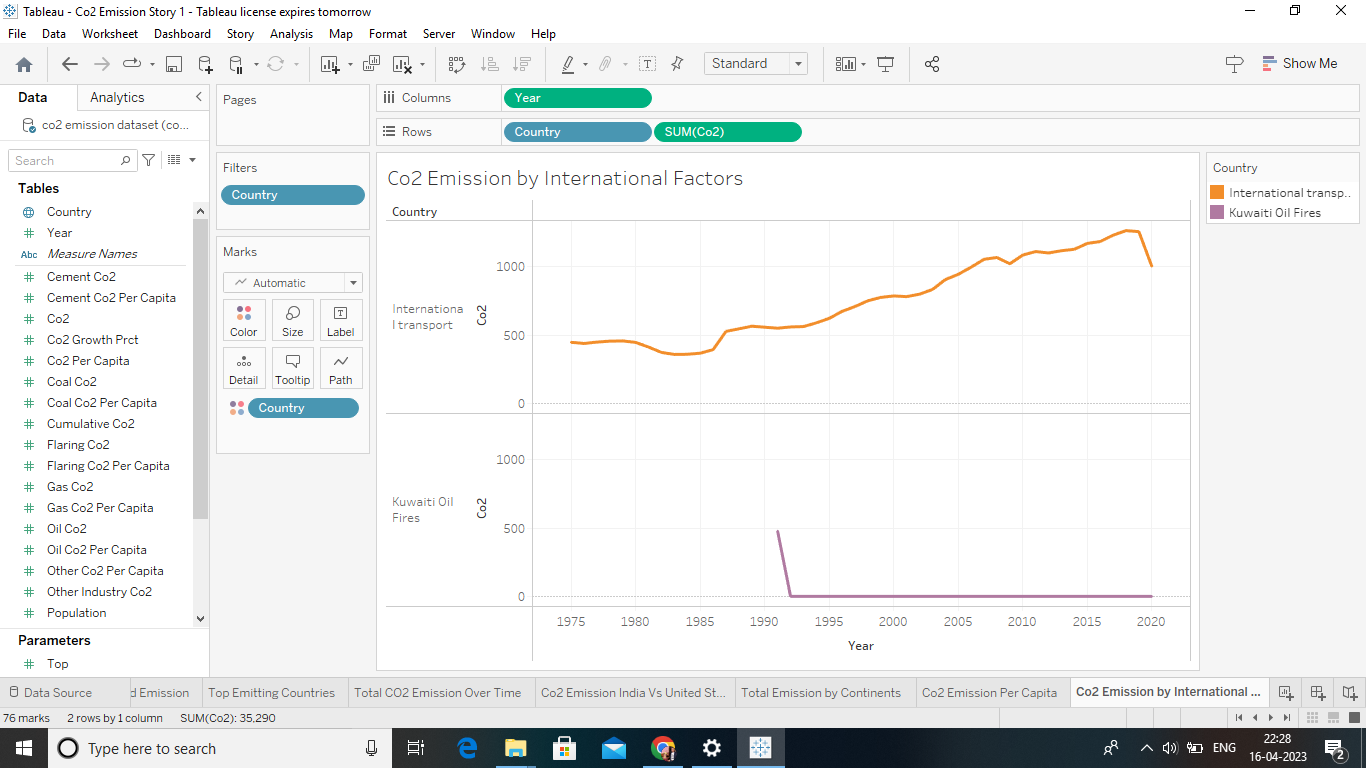 Tableau - Co2 Emission Story 1 - Tableau license expires tomorrow
File Data Worksheet Dashboard Story Analysis Map Format Server Window Help
Standard
Show Me
Data Analytics
co2 emission dataset (co...
Search
Tables
Country
Year
Abc Measure Names
Cement Co2
Cement Co2 Per Capita
Co2
Co2 Growth Prct
Co2 Per Capita
Coal Co2
Coal Co2 Per Capita
Cumulative Co2
Flaring Co2
Flaring Co2 Per Capita
Gas Co2
Gas Co2 Per Capita
Oil Co2
Oil Co2 Per Capita
Other Co2 Per Capita
Other Industry Co2
Population
Parameters
Top
Pages
Filters
Country
Marks
Automatic
Color Size Label
Detail Tooltip Path
Country
Columns Year
Rows Country SUM(Co2)
Co2 Emission by International Factors
Country
Internationa
l transport
Co2
1000
500
0
Kuwaiti Oil
Fires
Co2
1000
500
0
1975 1980 1985 1990 1995 2000 2005 2010 2015 2020
Year
Country
International transp..
Kuwaiti Oil Fires
Data Source d Emission Top Emitting Countries Total CO2 Emission Over Time Co2 Emission India Vs United St... Total Emission by Continents Co2 Emission Per Capita Co2 Emission by International ...
76 marks 2 rows by 1 column SUM(Co2): 35,290
Type here to search
ENG
22:28
16-04-2023
2